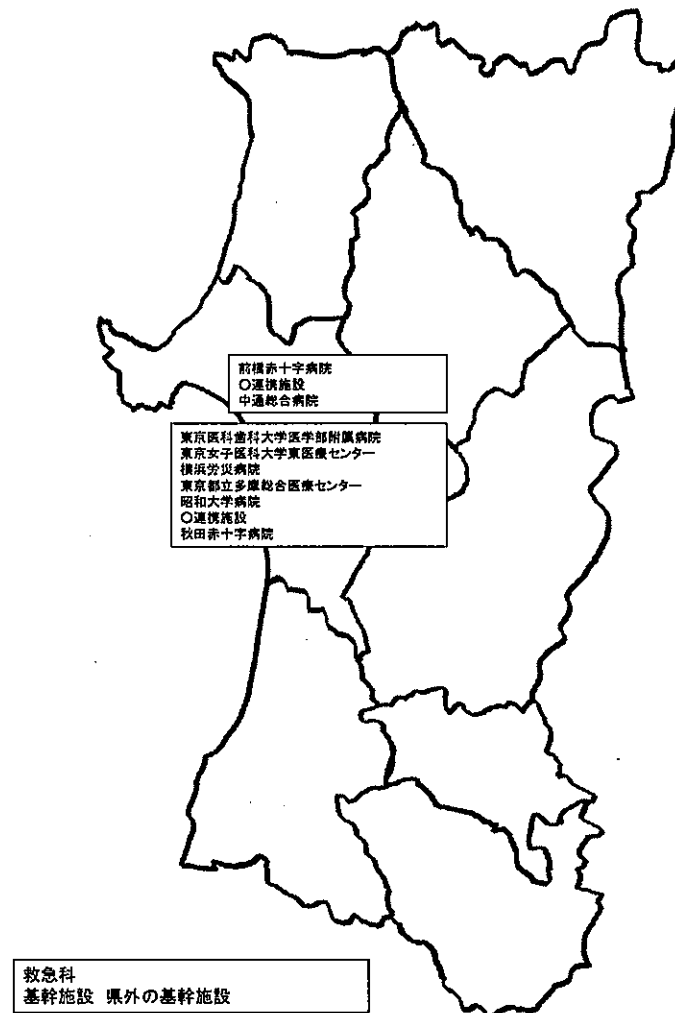 前橋赤十字病院
○連携施設
中通総合病院
東京医科歯科大学医学部附属病院
東京女子医科大学東医療センター
横浜労災病院
東京都立多摩総合医療センター
昭和大学病院
○連携施設
秋田赤十字病院
救急科
基幹施設 県外の基幹施設